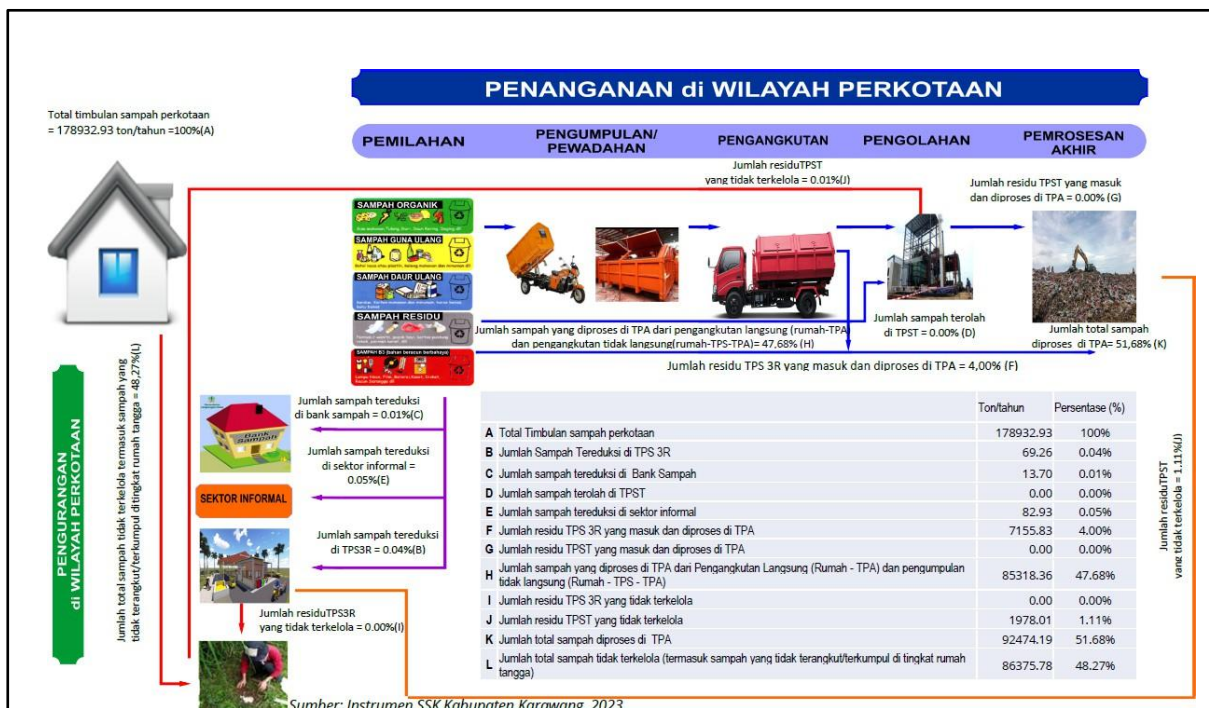 PENANGANAN di WILAYAH PERKOTAAN
Total timbulan sampah perkotaan
= 178932.93 ton/tahun =100%(A)
PEMILAHAN
PENGUMPULAN/
PEWADAHAN
PENGANGKUTAN
PENGOLAHAN
PEMROSESAN
AKHIR
Jumlah residuTPST
yang tidak terkelola = 0.01%(J)
Jumlah residu TPST yang masuk
dan diproses di TPA = 0.00% (G)
SAMPAH ORGANIK
SAMPAH GUNA ULANG
SAMPAH DAUR ULANG
SAMPAH RESIDU
SAMPAH B3 (bahan beracun berbahaya)
Jumlah sampah yang diproses di TPA dari pengangkutan langsung (rumah-TPA)
dan pengangkutan tidak langsung(rumah-TPS-TPA)= 47,68% (H)
Jumlah sampah terolah
di TPST = 0.00% (D)
Jumlah total sampah
diproses di TPA= 51,68% (K)
Jumlah residu TPS 3R yang masuk dan diproses di TPA = 4,00% (F)
PENGURANGAN
di WILAYAH PERKOTAAN
Jumlah total sampah tidak terkelola termasuk sampah yang
tidak terangkut/terkumpul ditingkat rumah tangga = 48,27%(L)
Bank
Sampah
Jumlah sampah tereduksi
di bank sampah = 0.01%(C)
Jumlah sampah tereduksi
di sektor informal =
0.05%(E)
SEKTOR INFORMAL
Jumlah sampah tereduksi
di TPS3R = 0.04%(B)
Jumlah residuTPS3R
yang tidak terkelola = 0.00%(I)
Ton/tahun Persentase (%)
A Total Timbulan sampah perkotaan 178932.93 100%
B Jumlah Sampah Tereduksi di TPS 3R 69.26 0.04%
C Jumlah sampah tereduksi di Bank Sampah 13.70 0.01%
D Jumlah sampah terolah di TPST 0.00 0.00%
E Jumlah sampah tereduksi di sektor informal 82.93 0.05%
F Jumlah residu TPS 3R yang masuk dan diproses di TPA 7155.83 4.00%
G Jumlah residu TPST yang masuk dan diproses di TPA 0.00 0.00%
H Jumlah sampah yang diproses di TPA dari Pengangkutan Langsung (Rumah - TPA) dan pengumpulan
tidak langsung (Rumah - TPS - TPA) 85318.36 47.68%
I Jumlah residu TPS 3R yang tidak terkelola 0.00 0.00%
J Jumlah residu TPST yang tidak terkelola 1978.01 1.11%
K Jumlah total sampah diproses di TPA 92474.19 51.68%
L Jumlah total sampah tidak terkelola (termasuk sampah yang tidak terangkut/terkumpul di tingkat rumah
tangga) 86375.78 48.27%
Jumlah residuTPST
yang tidak terkelola = 1.11%(J)
Sumber: Instrumen SSK Kabupaten Karawang, 2023